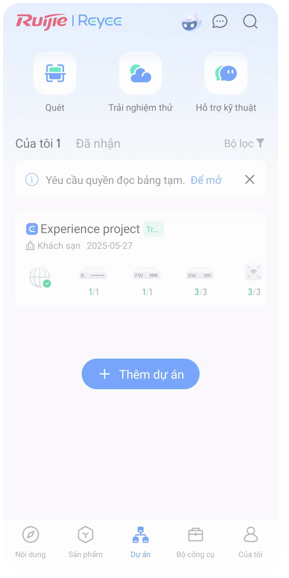 Ruijie | Reyee
Quét
Trải nghiệm thử
Hỗ trợ kỹ thuật
Của tôi 1
Đã nhận
Bộ lọc
Yêu cầu quyền đọc bảng tạm. Để mở
Experience project
Tr...
Khách sạn 2025-05-27
1/1
1/1
3/3
3/3
+ Thêm dự án
Nội dung
Sản phẩm
Dự án
Bộ công cụ
Của tôi